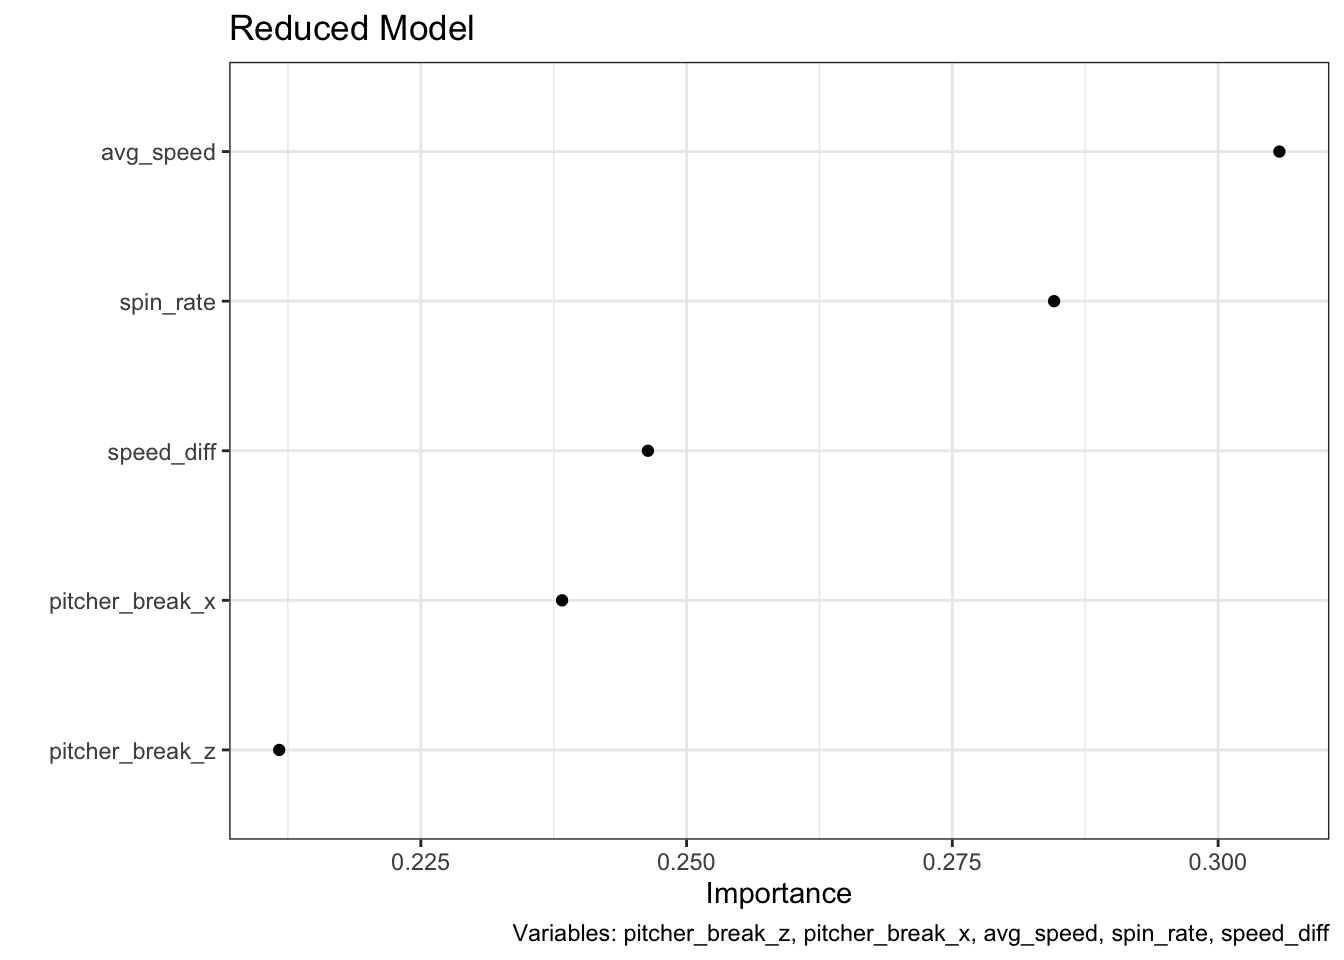 Reduced Model
avg_speed
spin_rate
speed_diff
pitcher_break_x
pitcher_break_z
0.225 0.250 0.275 0.300
Importance
Variables: pitcher_break_z, pitcher_break_x, avg_speed, spin_rate, speed_diff